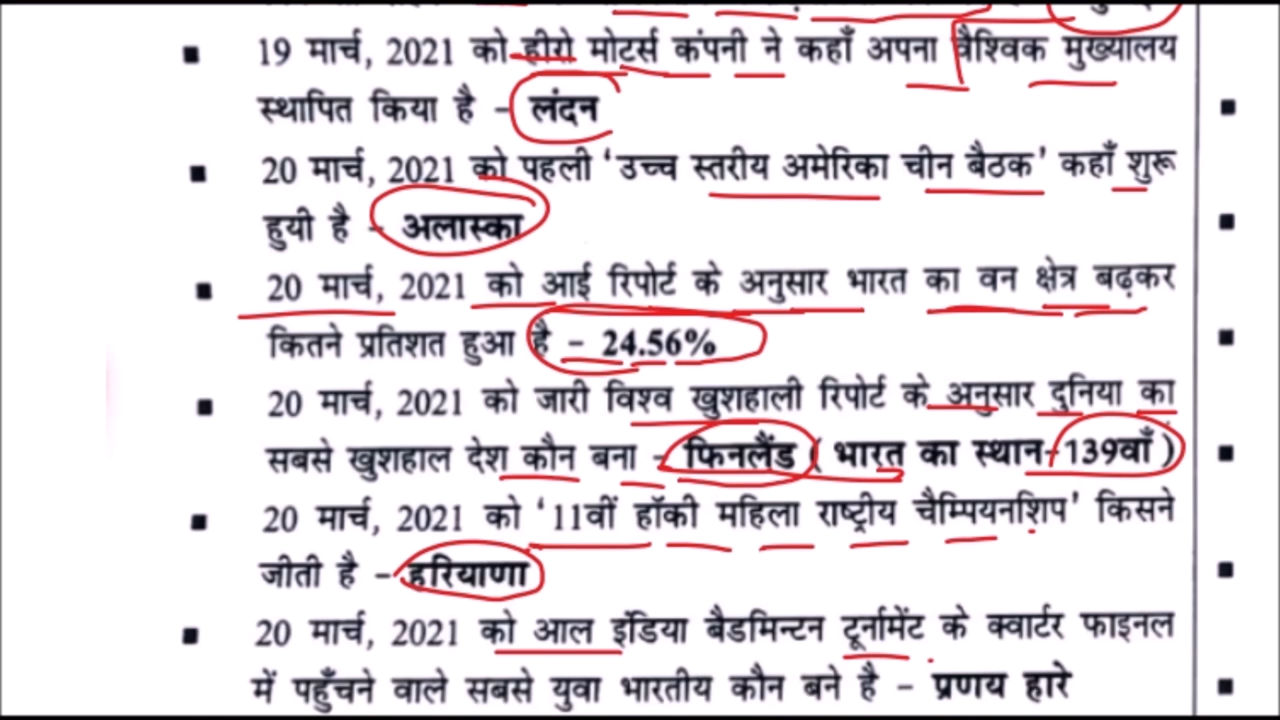 19 मार्च, 2021 को हीरो मोटर्स कंपनी ने कहाँ अपना वैश्विक मुख्यालय
स्थापित किया है - लंदन
20 मार्च, 2021 को पहली ‘उच्च स्तरीय अमेरिका चीन बैठक’ कहाँ शुरू
हुयी है - अलास्का
20 मार्च, 2021 को आई रिपोर्ट के अनुसार भारत का वन क्षेत्र बढ़कर
कितने प्रतिशत हुआ है - 24.56%
20 मार्च, 2021 को जारी विश्व खुशहाली रिपोर्ट के अनुसार दुनिया का
सबसे खुशहाल देश कौन बना - फिनलैंड ( भारत का स्थान-139वाँ )
20 मार्च, 2021 को ‘11वीं हॉकी महिला राष्ट्रीय चैम्पियनशिप’ किसने
जीती है - हरियाणा
20 मार्च, 2021 को आल इंडिया बैडमिन्टन टूर्नामेंट के क्वार्टर फाइनल
में पहुँचने वाले सबसे युवा भारतीय कौन बने है - प्रणय हारे